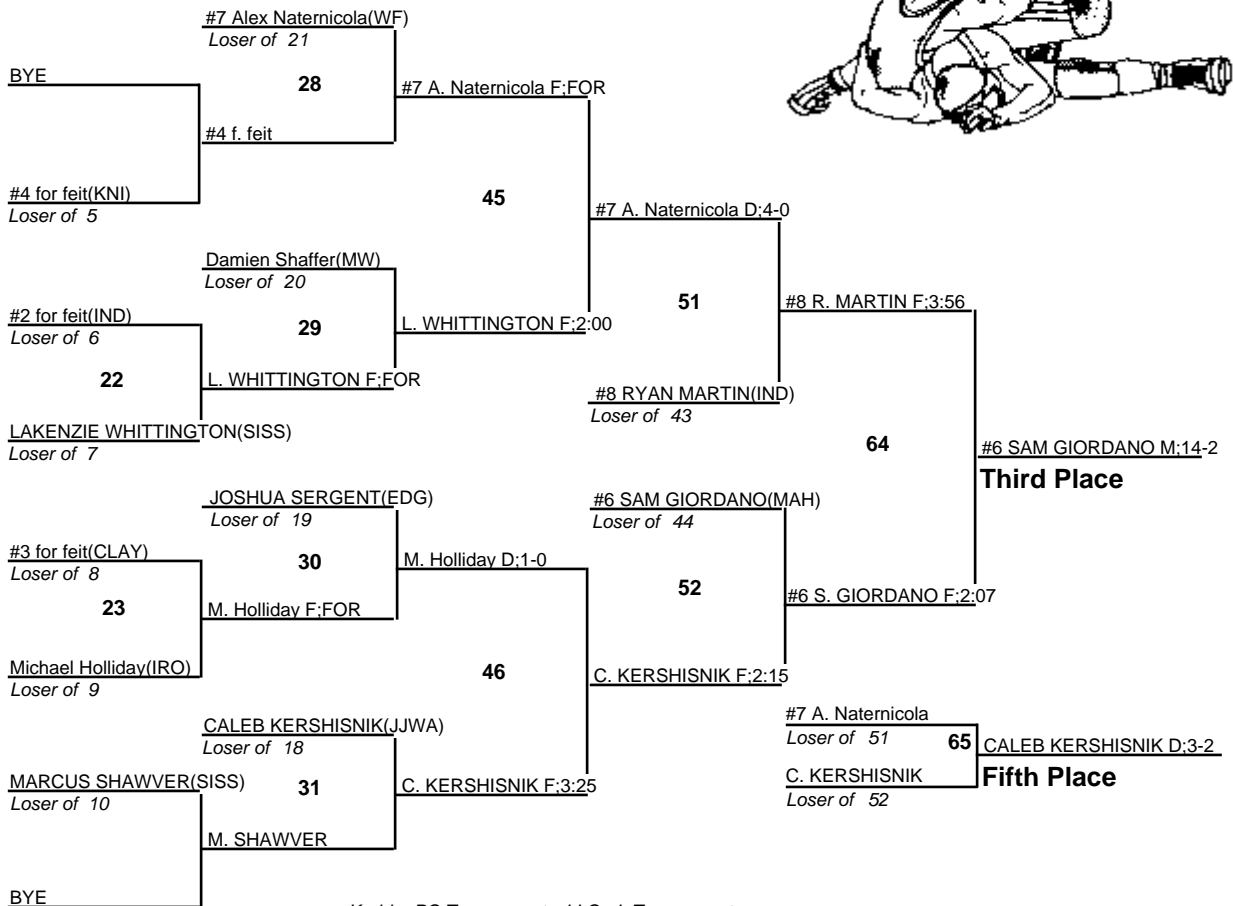 #7 Alex Naternicola(WF)
Loser of 21
BYE
28
#7 A. Naternicola F;FOR
#4 f. feit
#4 for feit(KNI)
Loser of 5
45
#7 A. Naternicola D;4-0
Damien Shaffer(MW)
Loser of 20
#2 for feit(IND)
Loser of 6
29
L. WHITTINGTON F;2:00
51
#8 R. MARTIN F;3:56
22
L. WHITTINGTON F;FOR
#8 RYAN MARTIN(IND)
Loser of 43
LAKENZIE WHITTINGTON(SISS)
Loser of 7
64
#6 SAM GIORDANO M;14-2
Third Place
JOSHUA SERGENT(EDG)
Loser of 19
#6 SAM GIORDANO(MAH)
Loser of 44
#3 for feit(CLAY)
Loser of 8
30
M. Holliday D;1-0
52
#6 S. GIORDANO F;2:07
23
M. Holliday F;FOR
Michael Holliday(IRO)
Loser of 9
46
C. KERSHISNIK F;2:15
CALEB KERSHISNIK(JJWA)
Loser of 18
#7 A. Naternicola
Loser of 51
65
CALEB KERSHISNIK D;3-2
Fifth Place
C. KERSHISNIK
Loser of 52
MARCUS SHAWVER(SISS)
Loser of 10
31
C. KERSHISNIK F;3:25
M. SHAWVER
BYE